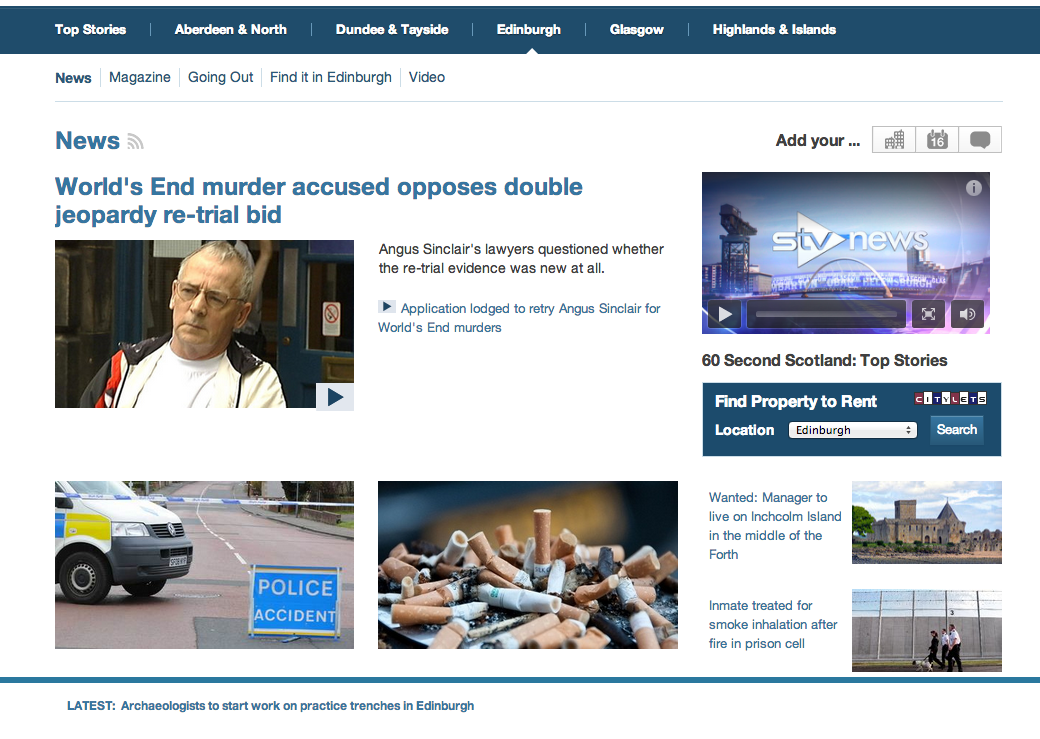 Top Stories
Aberdeen & North
Dundee & Tayside
Edinburgh
Glasgow
Highlands & Islands
News
Magazine
Going Out
Find it in Edinburgh
Video
News
Add your ...
16
World's End murder accused opposes double
jeopardy re-trial bid
Angus Sinclair's lawyers questioned whether
the re-trial evidence was new at all.
Application lodged to retry Angus Sinclair for
World's End murders
stv news
60 Second Scotland: Top Stories
Find Property to Rent
CITYLETS
Location
Edinburgh
Search
POLICE
ACCIDENT
Wanted: Manager to
live on Inchcolm Island
in the middle of the
Forth
Inmate treated for
smoke inhalation after
fire in prison cell
3
LATEST: Archaeologists to start work on practice trenches in Edinburgh